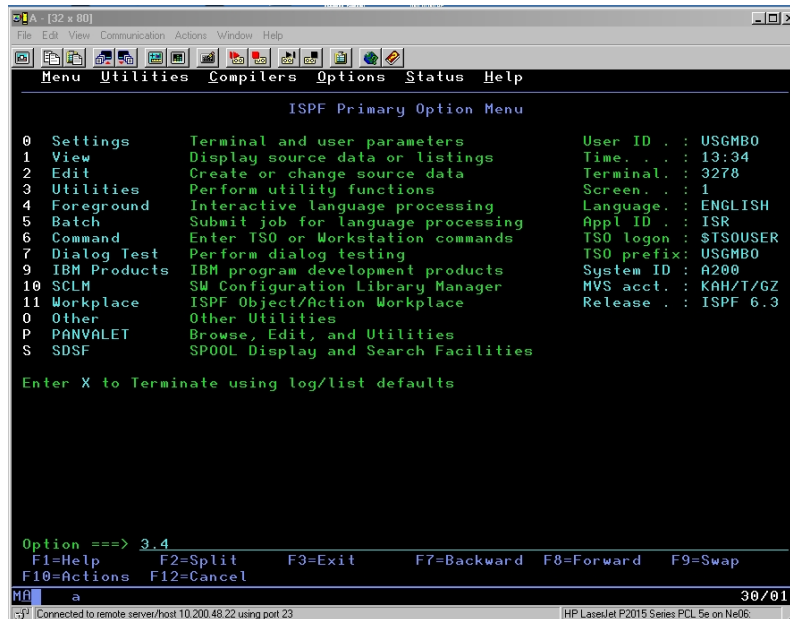 A - [32 x 80]
File Edit View Communication Actions Window Help
Menu Utilities Compilers Options Status Help
ISPF Primary Option Menu
0 Settings Terminal and user parameters User ID . : USGMBO
1 View Display source data or listings Time. . . : 13:34
2 Edit Create or change source data Terminal. : 3278
3 Utilities Perform utility functions Screen. . : 1
4 Foreground Interactive language processing Language. : ENGLISH
5 Batch Submit job for language processing Appl ID . : ISR
6 Command Enter TSO or Workstation commands TSO logon : $TSOUSER
7 Dialog Test Perform dialog testing TSO prefix: USGMBO
9 IBM Products IBM program development products System ID : A200
10 SCLM SW Configuration Library Manager MVS acct. : KAH/T/GZ
11 Workplace ISPF Object/Action Workplace Release . : ISPF 6.3
O Other Other Utilities
P PANVALET Browse, Edit, and Utilities
S SDSF SPOOL Display and Search Facilities
Enter X to Terminate using log/list defaults
Option ===> 3.4
F1=Help F2=Split F3=Exit F7=Backward F8=Forward F9=Swap
F10=Actions F12=Cancel
MA a 30/01
Connected to remote server/host 10.200.48.22 using port 23 HP LaserJet P2015 Series PCL 5e on Ne06: